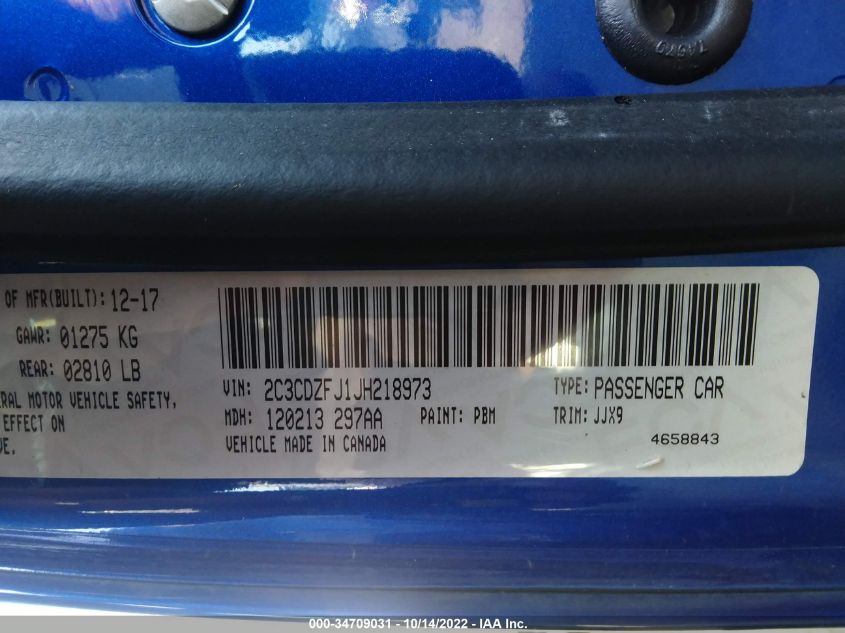 TA679
OF MFR(BUILT): 12-17
GAWR: 01275 KG
REAR: 02810 LB
MOTOR VEHICLE SAFETY,
EFFECT ON
VIN: 2C3CDZFJ1JH218973
TYPE: PASSENGER CAR
MDH: 120213 297AA
PAINT: PBM
TRIM: JJX9
VEHICLE MADE IN CANADA
4658843
000-34709031 - 10/14/2022 - IAA Inc.